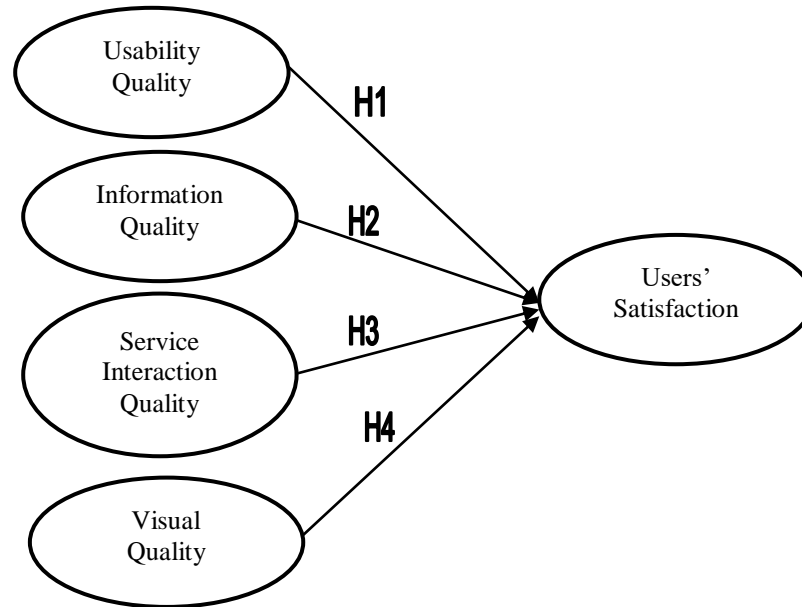 Usability
Quality
H1
Information
Quality
H2
Users’
Satisfaction
Service
Interaction
Quality
H3
H4
Visual
Quality